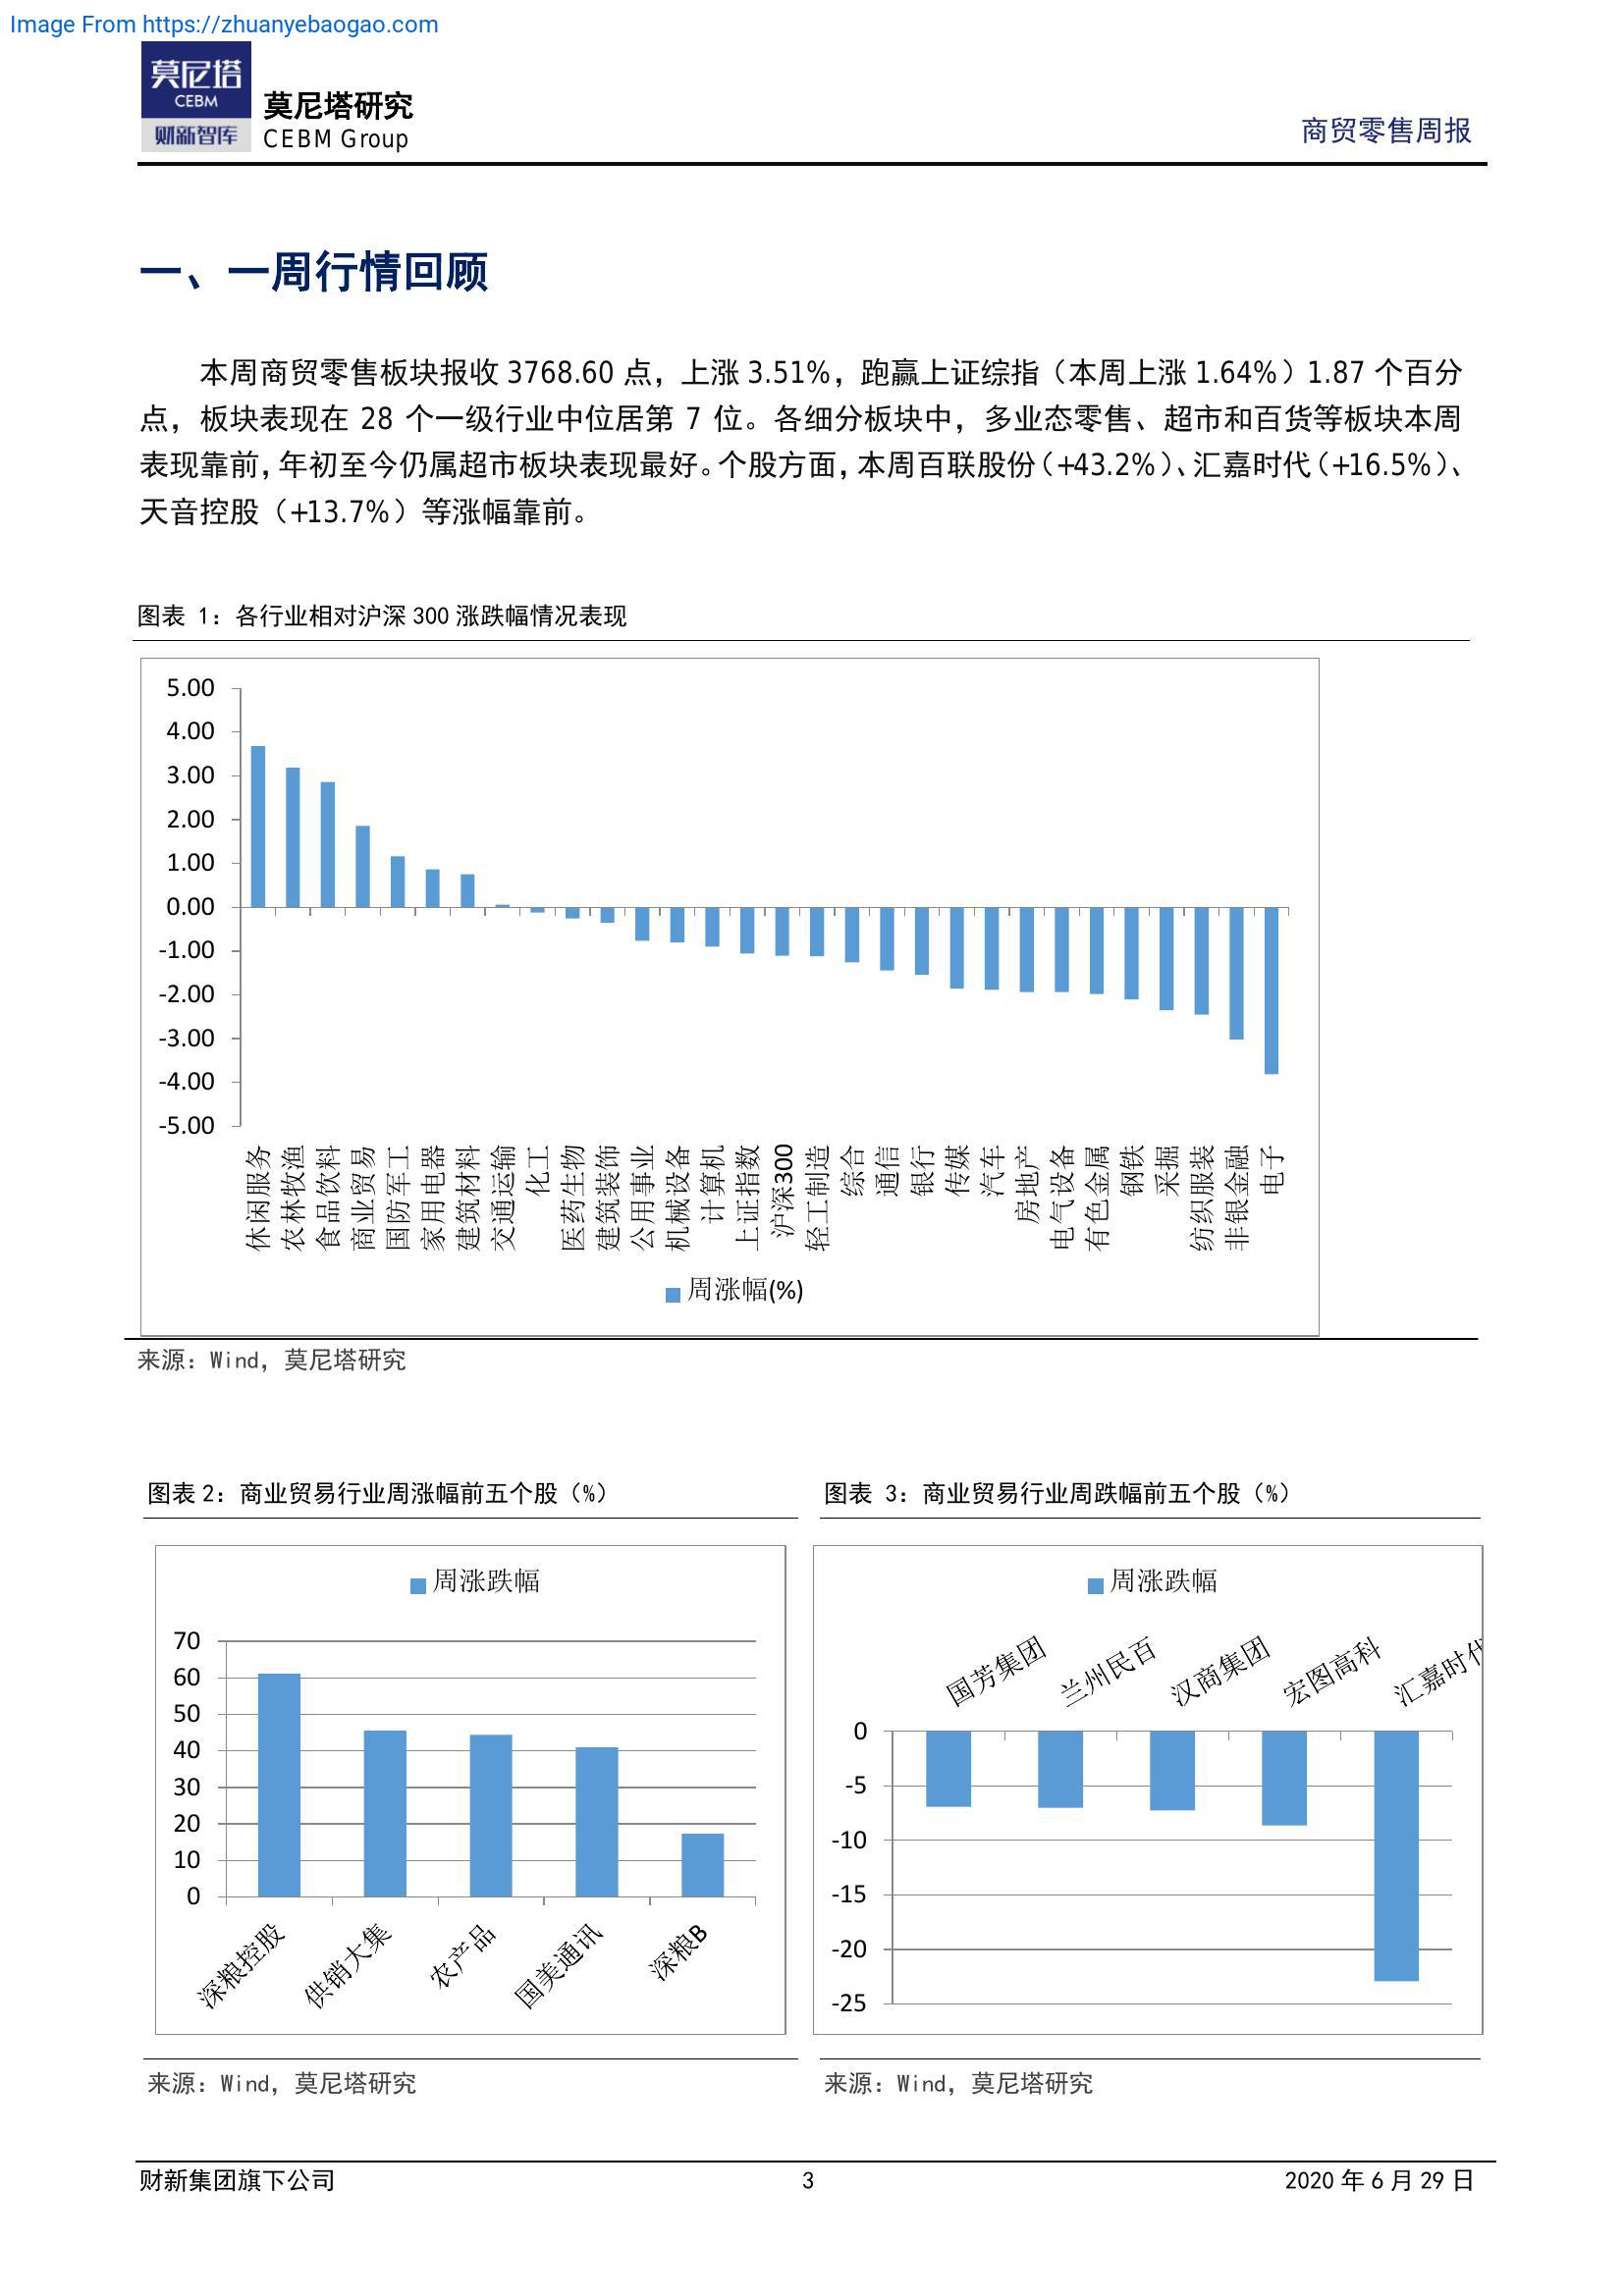 Image From https://zhuanyebaogao.com
莫尼塔
CEBM
财新智库
莫尼塔研究
CEBM Group
商贸零售周报
一、一周行情回顾
本周商贸零售板块报收 3768.60 点，上涨 3.51%，跑赢上证综指（本周上涨 1.64%）1.87 个百分
点，板块表现在 28 个一级行业中位居第 7 位。各细分板块中，多业态零售、超市和百货等板块本周
表现靠前，年初至今仍属超市板块表现最好。个股方面，本周百联股份（+43.2%）、汇嘉时代（+16.5%）、
天音控股（+13.7%）等涨幅靠前。
图表 1：各行业相对沪深 300 涨跌幅情况表现
5.00
4.00
3.00
2.00
1.00
0.00
-1.00
-2.00
-3.00
-4.00
-5.00
休闲服务
农林牧渔
食品饮料
商业贸易
国防军工
家用电器
建筑材料
交通运输
化工
医药生物
建筑装饰
公用事业
机械设备
计算机
上证指数
沪深300
轻工制造
综合
通信
银行
传媒
汽车
房地产
电气设备
有色金属
钢铁
采掘
纺织服装
非银金融
电子
周涨幅(%)
来源：Wind，莫尼塔研究
图表 2：商业贸易行业周涨幅前五个股（%）
周涨跌幅
70
60
50
40
30
20
10
0
深粮控股
供销大集
农产品
国美通讯
深粮B
来源：Wind，莫尼塔研究
图表 3：商业贸易行业周跌幅前五个股（%）
周涨跌幅
国芳集团
兰州民百
汉商集团
宏图高科
汇嘉时代
0
-5
-10
-15
-20
-25
来源：Wind，莫尼塔研究
财新集团旗下公司
3
2020 年 6 月 29 日